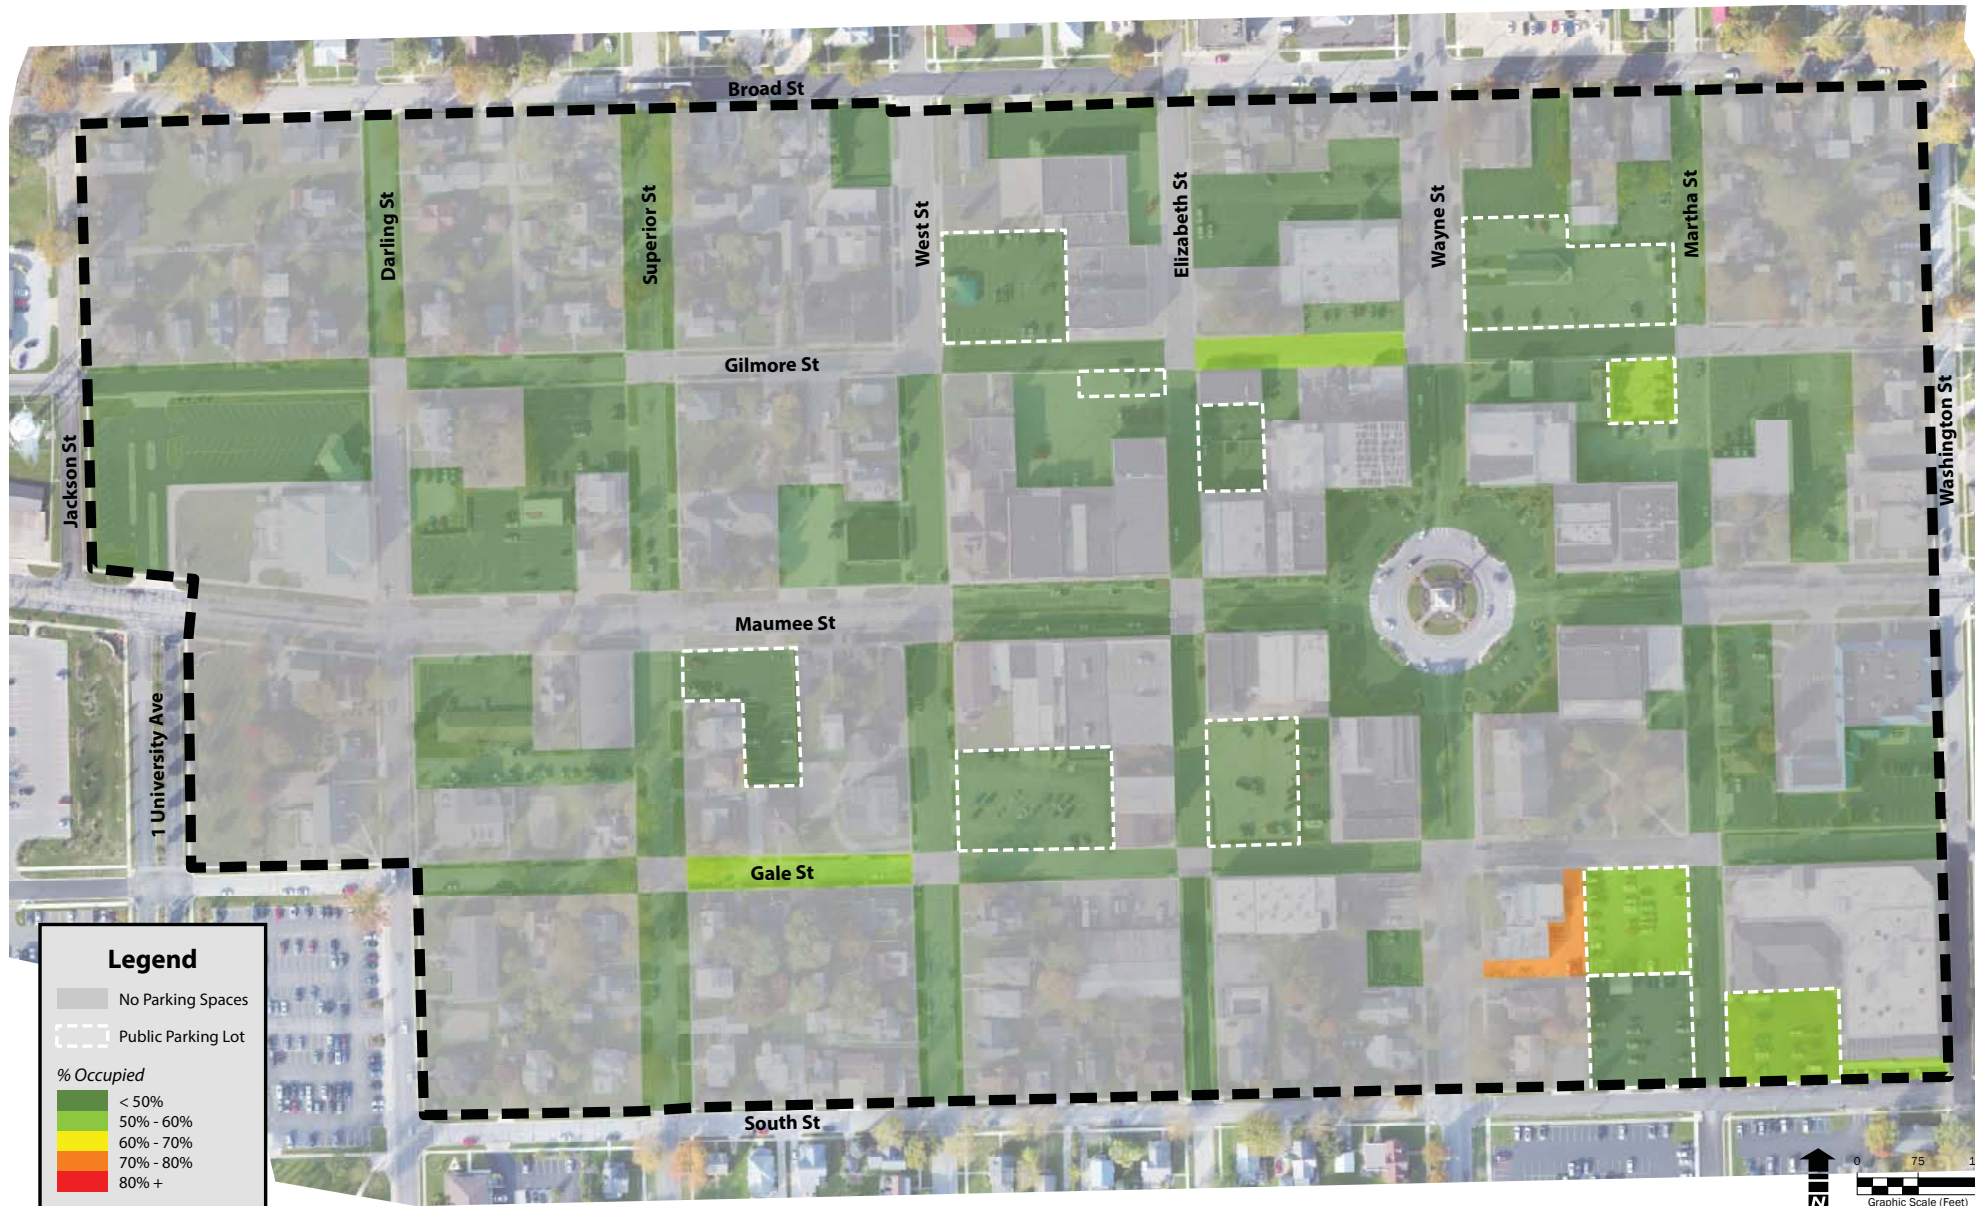 Broad St
Darling St
Superior St
West St
Elizabeth St
Wayne St
Martha St
Gilmore St
Jackson St
Washington St
Maumee St
1 University Ave
Gale St
South St
Legend
No Parking Spaces
Public Parking Lot
% Occupied
< 50%
50% - 60%
60% - 70%
70% - 80%
80% +
N
0 75
Graphic Scale (Feet)